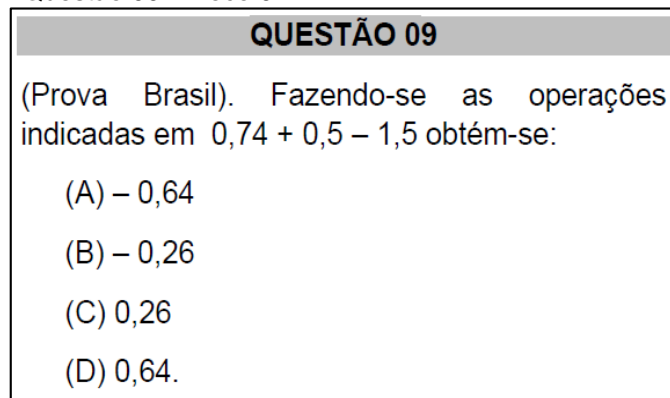 QUESTÃO 09
(Prova Brasil). Fazendo-se as operações
indicadas em 0,74 + 0,5 – 1,5 obtém-se:
(A) – 0,64
(B) – 0,26
(C) 0,26
(D) 0,64.